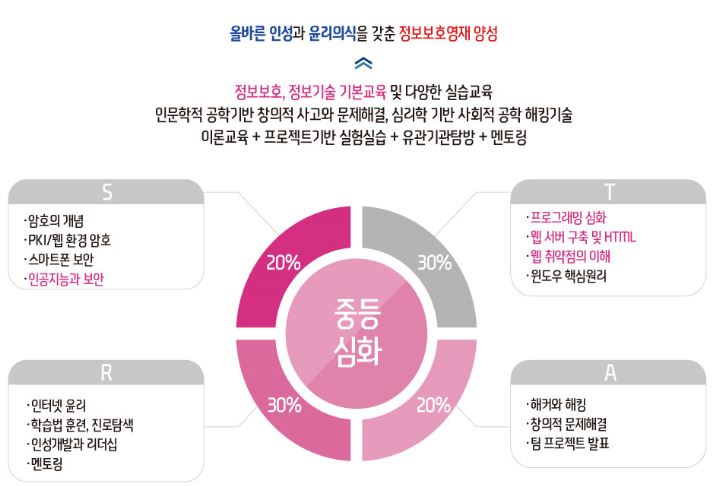 올바른 인성과 윤리의식을 갖춘 정보보호영재 양성
정보보호, 정보기술 기본교육 및 다양한 실습교육
인문학적 공학기반 창의적 사고와 문제해결, 심리학 기반 사회적 공학 해킹기술
이론교육 + 프로젝트기반 실험실습 + 유관기관탐방 + 멘토링
S
·암호의 개념
·PKI/웹 환경 암호
·스마트폰 보안
·인공지능과 보안
T
·프로그래밍 심화
·웹 서버 구축 및 HTML
·웹 취약점의 이해
·윈도우 핵심원리
20%
30%
중등
심화
30%
20%
R
·인터넷 윤리
·학습법 훈련, 진로탐색
·인성개발과 리더십
·멘토링
A
·해커와 해킹
·창의적 문제해결
·팀 프로젝트 발표